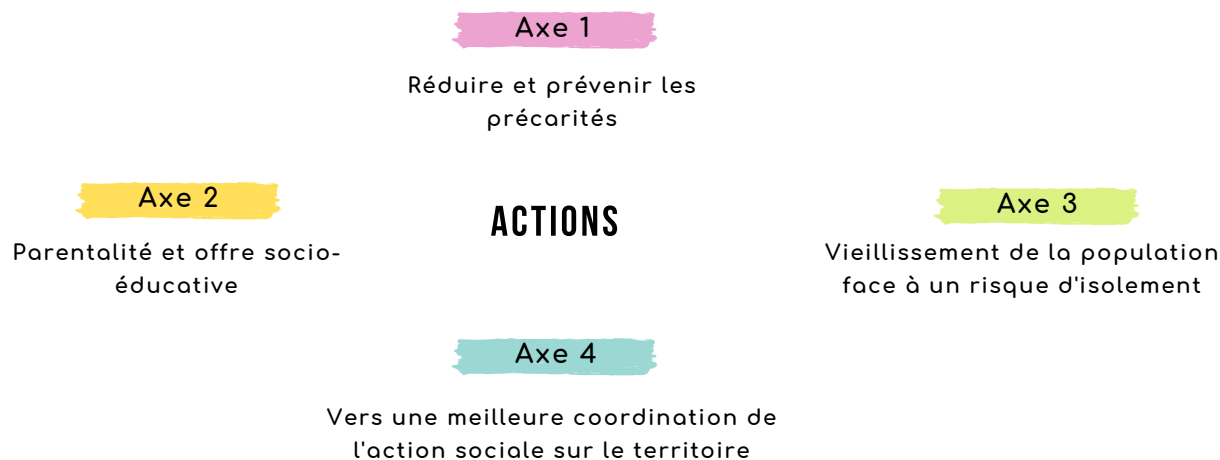 Axe 1
Réduire et prévenir les
précarités
Axe 2
Parentalité et offre socio-
éducative
ACTIONS
Axe 3
Vieillissement de la population
face à un risque d'isolement
Axe 4
Vers une meilleure coordination de
l'action sociale sur le territoire